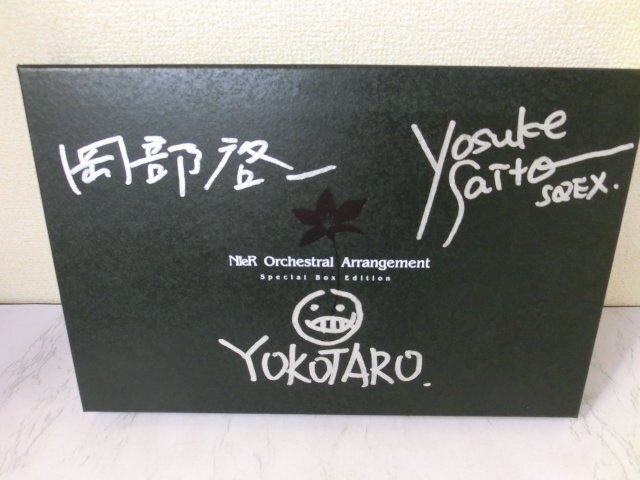 岡部啓一
Yosuke
Saito
SQEX.
NIeR Orchestral Arrangement
Special Box Edition
YOKOTARO.